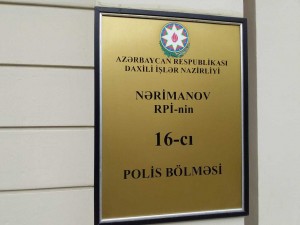 AZƏRBAYCAN RESPUBLİKASI
DAXİLİ İŞLƏR NAZİRLİYİ
NƏRİMANOV
RPİ-nin
16-cı
POLİS BÖLMƏSİ